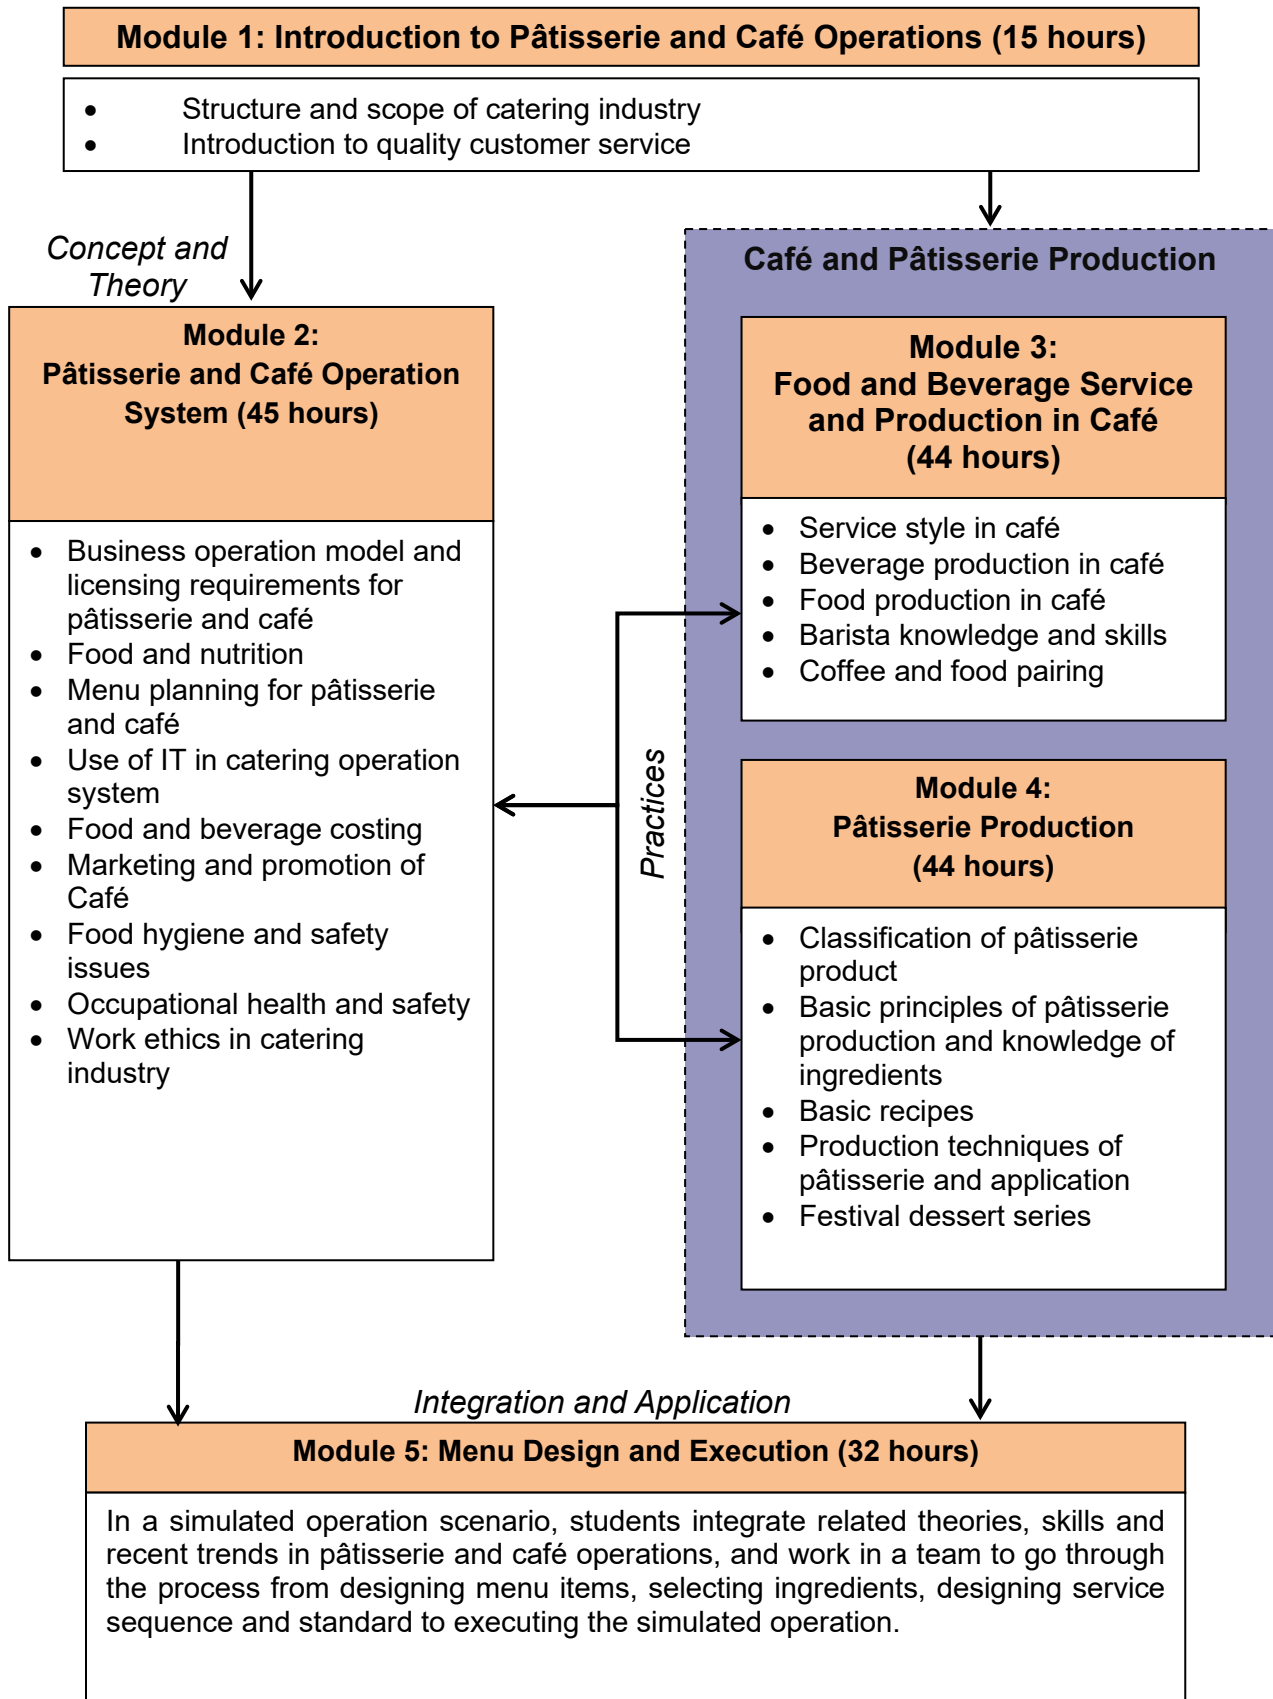 Module 1: Introduction to Pâtisserie and Café Operations (15 hours)
• Structure and scope of catering industry
• Introduction to quality customer service
Concept and
Theory
Module 2:
Pâtisserie and Café Operation
System (45 hours)
• Business operation model and
licensing requirements for
pâtisserie and café
• Food and nutrition
• Menu planning for pâtisserie
and café
• Use of IT in catering operation
system
• Food and beverage costing
• Marketing and promotion of
Café
• Food hygiene and safety
issues
• Occupational health and safety
• Work ethics in catering
industry
Practices
Café and Pâtisserie Production
Module 3:
Food and Beverage Service
and Production in Café
(44 hours)
• Service style in café
• Beverage production in café
• Food production in café
• Barista knowledge and skills
• Coffee and food pairing
Module 4:
Pâtisserie Production
(44 hours)
• Classification of pâtisserie
product
• Basic principles of pâtisserie
production and knowledge of
ingredients
• Basic recipes
• Production techniques of
pâtisserie and application
• Festival dessert series
Integration and Application
Module 5: Menu Design and Execution (32 hours)
In a simulated operation scenario, students integrate related theories, skills and
recent trends in pâtisserie and café operations, and work in a team to go through
the process from designing menu items, selecting ingredients, designing service
sequence and standard to executing the simulated operation.